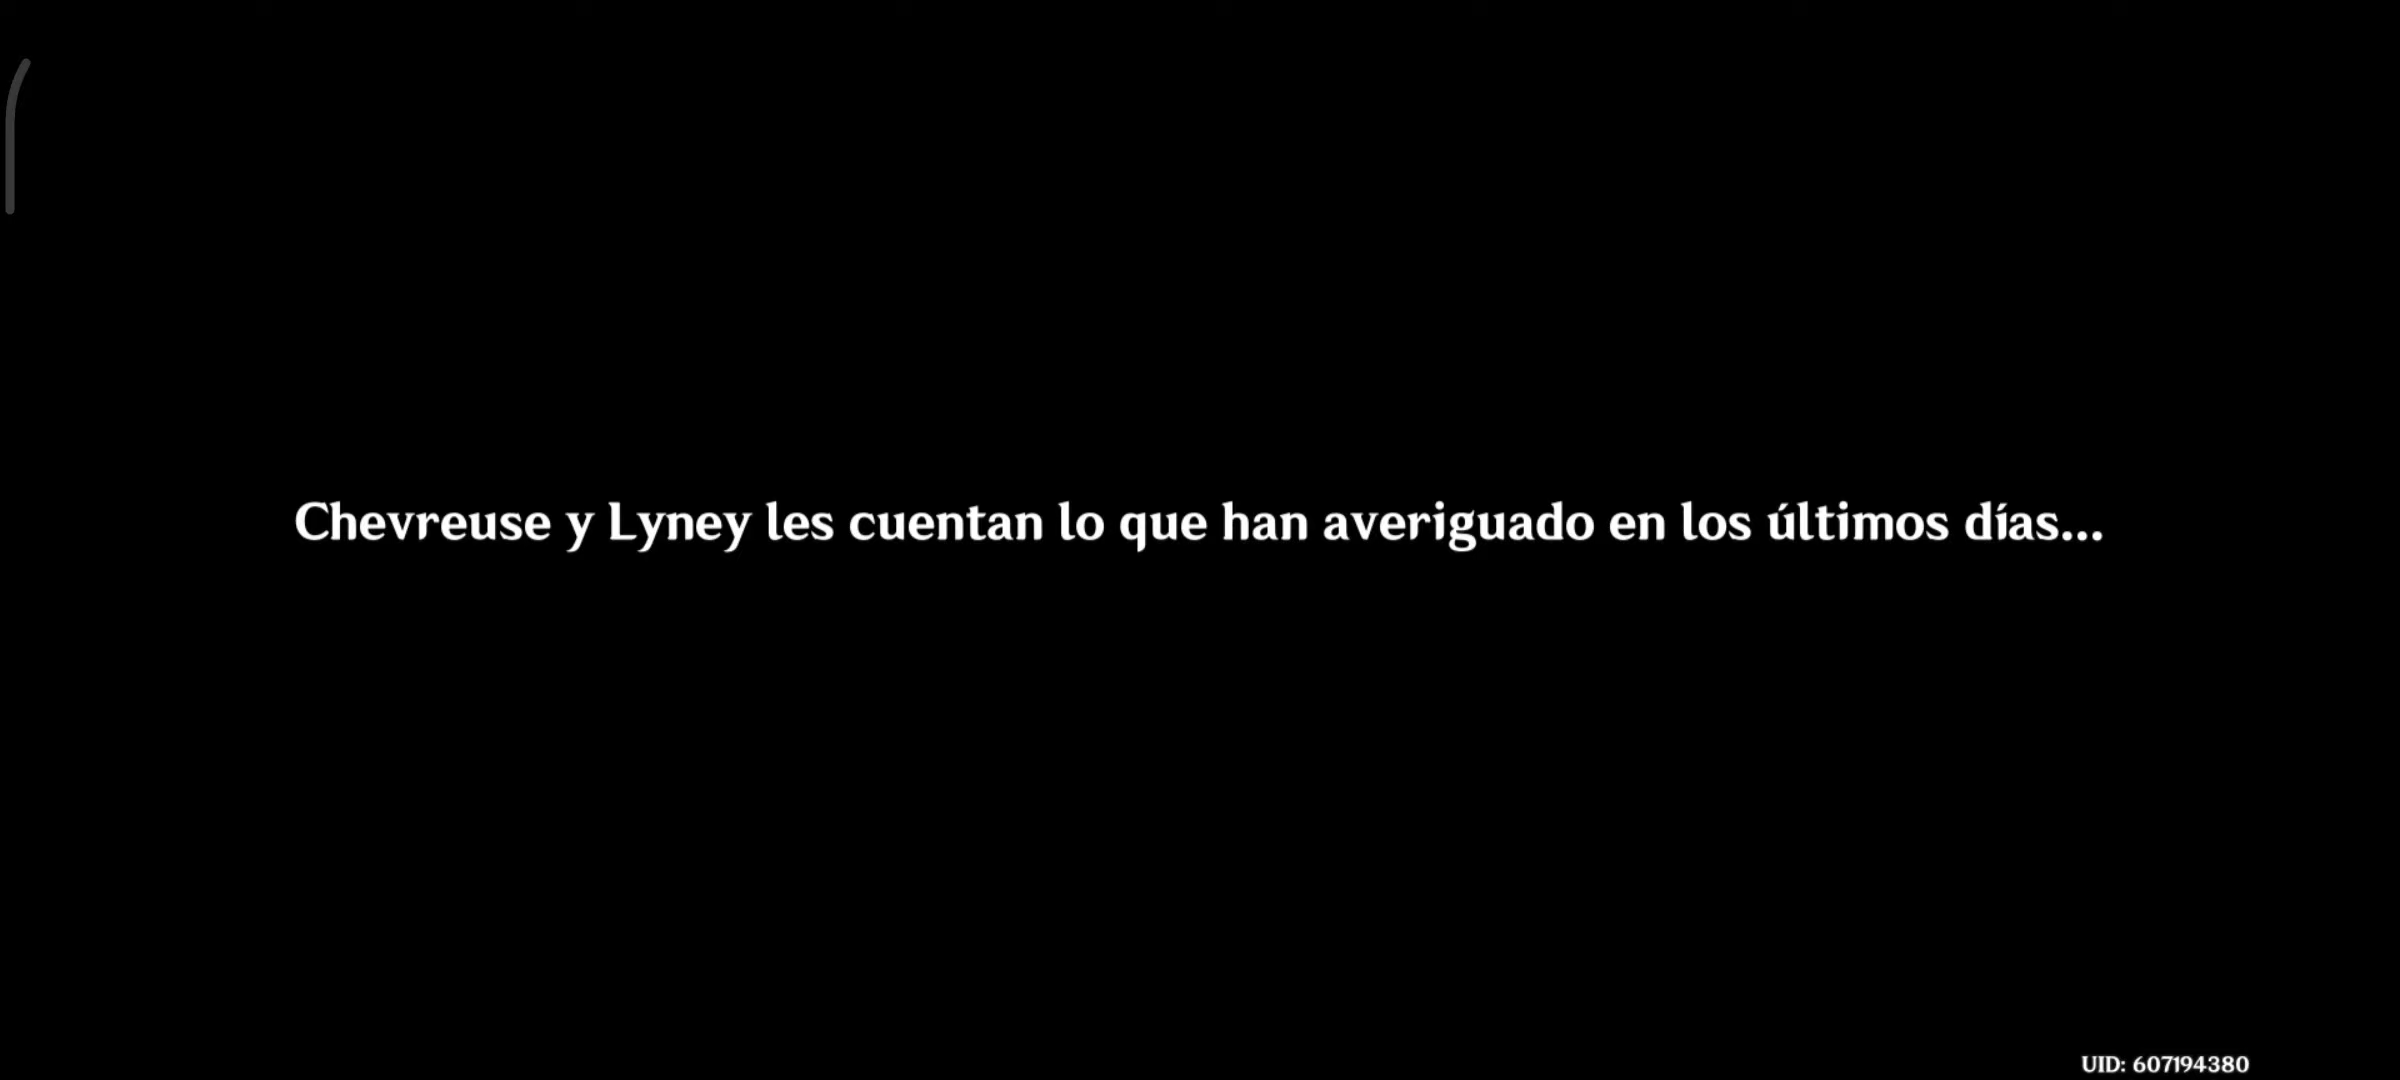 Chevreuse y Lyney les cuentan lo que han averiguado en los últimos días...
UID: 607194380